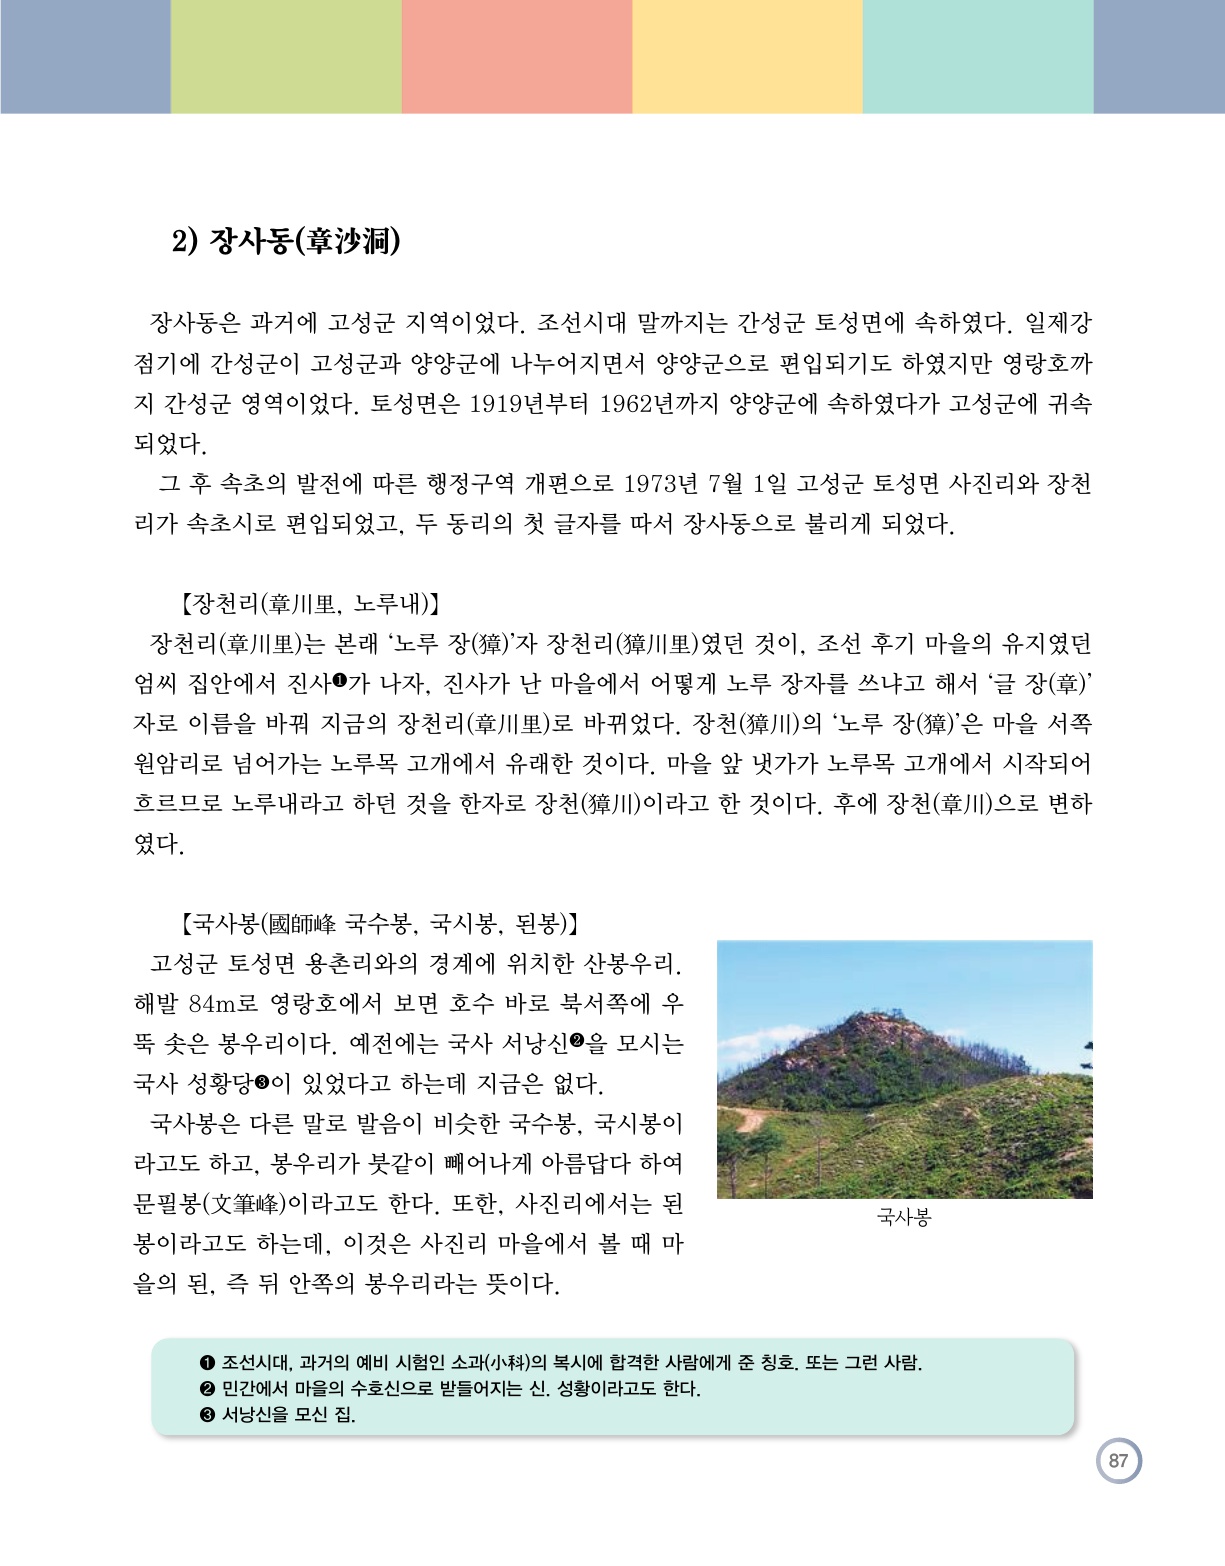 2) 장사동(章沙洞)
장사동은 과거에 고성군 지역이었다. 조선시대 말까지는 간성군 토성면에 속하였다. 일제강
점기에 간성군이 고성군과 양양군에 나누어지면서 양양군으로 편입되기도 하였지만 영랑호까
지 간성군 영역이었다. 토성면은 1919년부터 1962년까지 양양군에 속하였다가 고성군에 귀속
되었다.
그 후 속초의 발전에 따른 행정구역 개편으로 1973년 7월 1일 고성군 토성면 사진리와 장천
리가 속초시로 편입되었고, 두 동리의 첫 글자를 따서 장사동으로 불리게 되었다.
【장천리(章川里, 노루내)】
장천리(章川里)는 본래 ‘노루 장(獐)’자 장천리(獐川里)였던 것이, 조선 후기 마을의 유지였던
엄씨 집안에서 진사❶가 나자, 진사가 난 마을에서 어떻게 노루 장자를 쓰냐고 해서 ‘글 장(章)’
자로 이름을 바꿔 지금의 장천리(章川里)로 바뀌었다. 장천(獐川)의 ‘노루 장(獐)’은 마을 서쪽
원암리로 넘어가는 노루목 고개에서 유래한 것이다. 마을 앞 냇가가 노루목 고개에서 시작되어
흐르므로 노루내라고 하던 것을 한자로 장천(獐川)이라고 한 것이다. 후에 장천(章川)으로 변하
였다.
【국사봉(國師峰 국수봉, 국시봉, 된봉)】
고성군 토성면 용촌리와의 경계에 위치한 산봉우리.
해발 84m로 영랑호에서 보면 호수 바로 북서쪽에 우
뚝 솟은 봉우리이다. 예전에는 국사 서낭신❷을 모시는
국사 성황당❸이 있었다고 하는데 지금은 없다.
국사봉은 다른 말로 발음이 비슷한 국수봉, 국시봉이
라고도 하고, 봉우리가 붓같이 빼어나게 아름답다 하여
문필봉(文筆峰)이라고도 한다. 또한, 사진리에서는 된
봉이라고도 하는데, 이것은 사진리 마을에서 볼 때 마
을의 된, 즉 뒤 안쪽의 봉우리라는 뜻이다.
국사봉
❶ 조선시대, 과거의 예비 시험인 소과(小科)의 복시에 합격한 사람에게 준 칭호. 또는 그런 사람.
❷ 민간에서 마을의 수호신으로 받들어지는 신. 성황이라고도 한다.
❸ 서낭신을 모신 집.
87